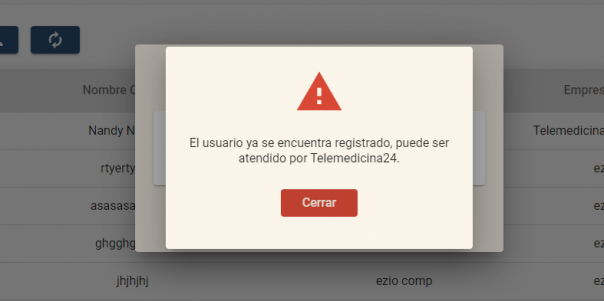 Nombre
Empres
El usuario ya se encuentra registrado, puede ser
atendido por Telemedicina24.
Cerrar
Nandy N
Telemedicina
rtyerty
ez
asasasa
ez
ghgghg
ez
jhjhjhj
ezio comp
ez